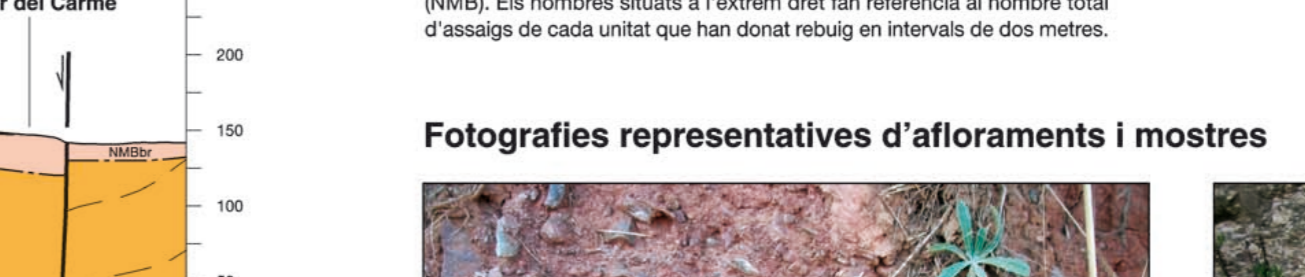 r del Carme
200
150
NMBbr
100
(NMB). Els nombres situats a l'extrem dret fan referència al nombre total
d'assaigs de cada unitat que han donat rebuig en intervals de dos metres.
Fotografies representatives d'afloraments i mostres